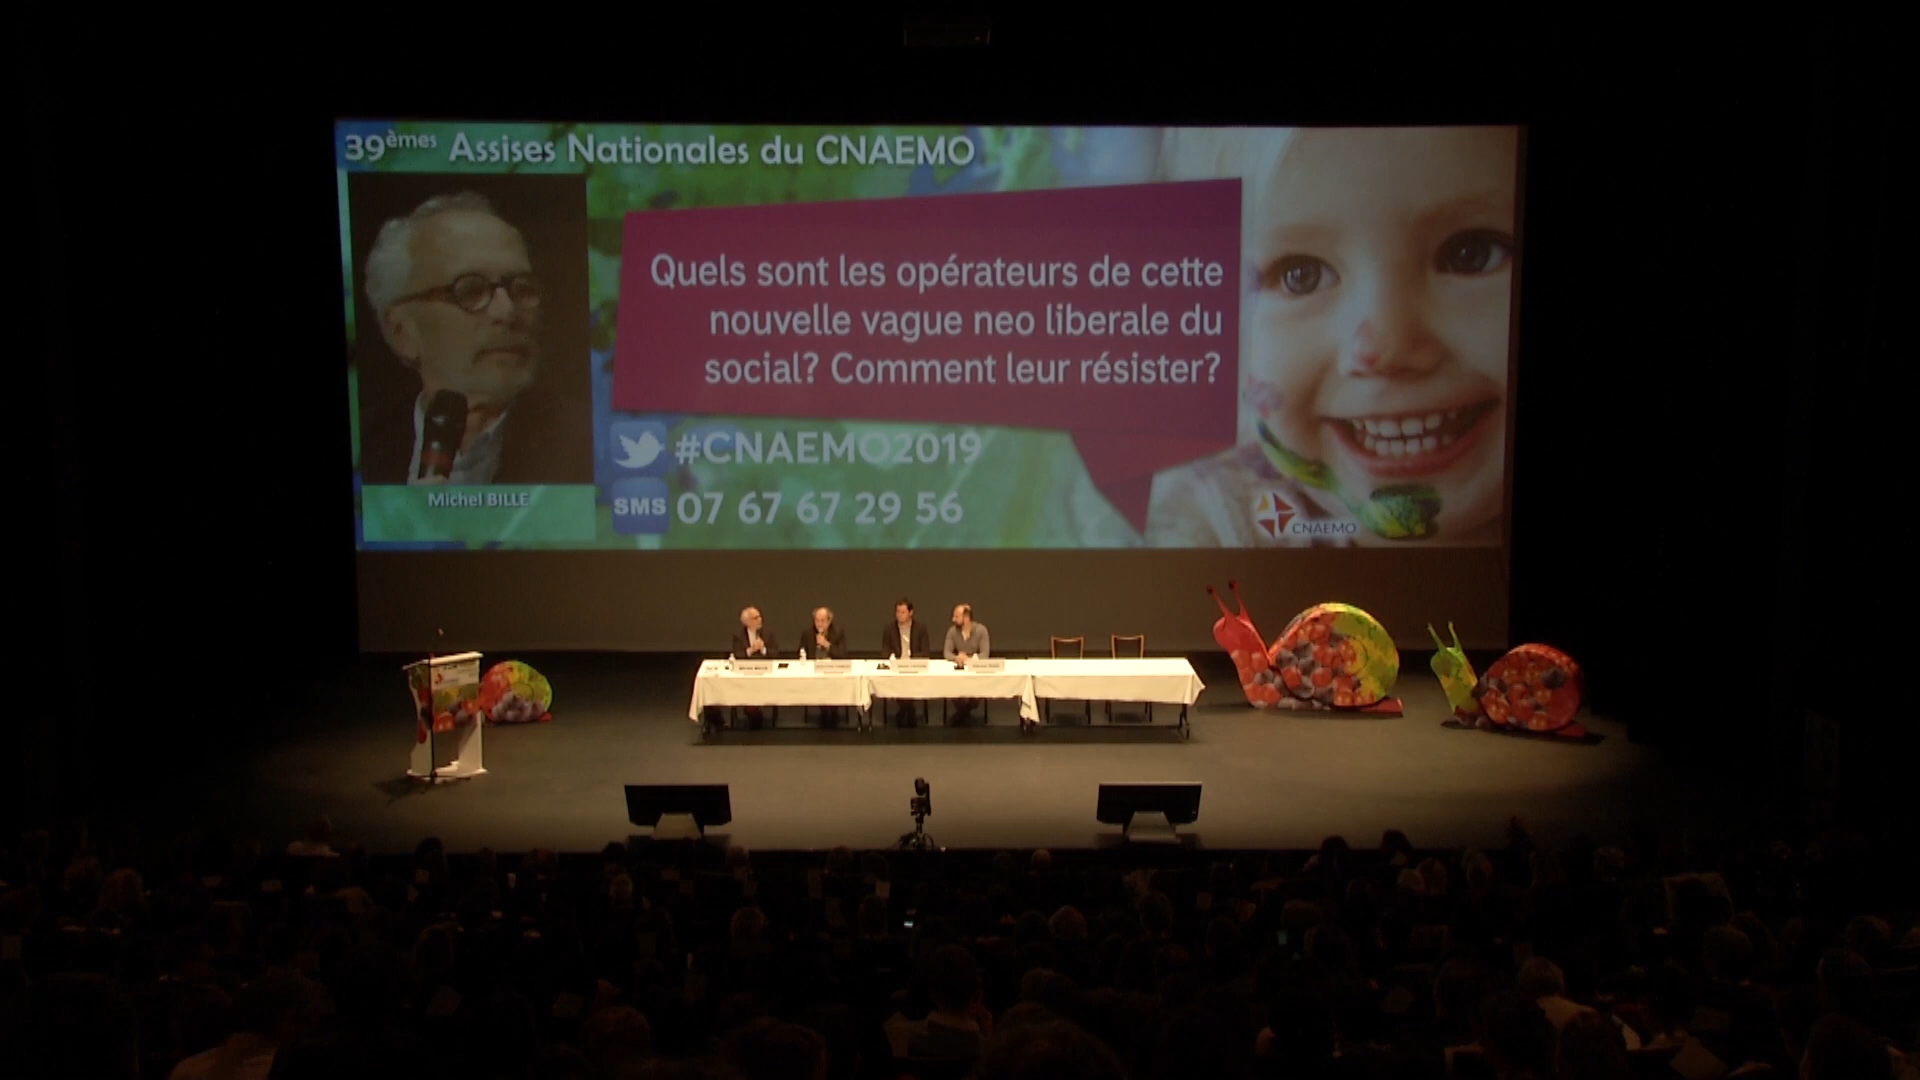 39èmes Assises Nationales du CNAEMO
Quels sont les opérateurs de cette
nouvelle vague neo liberale du
social? Comment leur résister?
#CNAEMO2019
SMS 07 67 67 29 56
Michel BILLE
CNAEMO